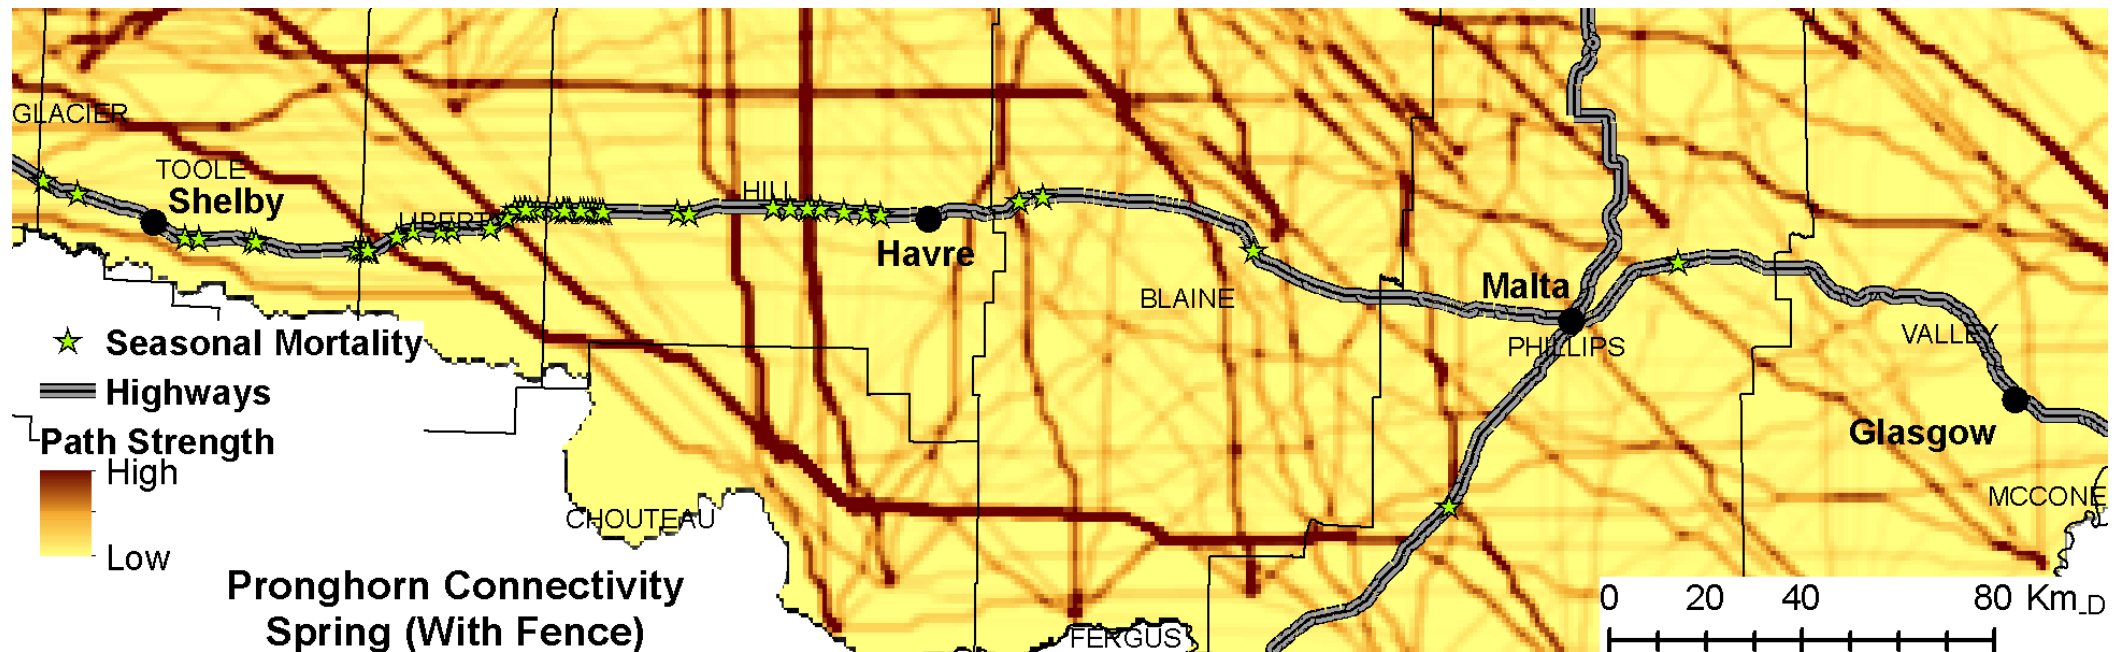 GLACIER
TOOLE
Shelby
LIBERTY
HILL
Havre
BLAINE
Malta
PHILLIPS
VALLEY
Glasgow
MCCONE
CHOUTEAU
FERGUS
Seasonal Mortality
Highways
Path Strength
High
Low
Pronghorn Connectivity
Spring (With Fence)
0 20 40 80 Km
D